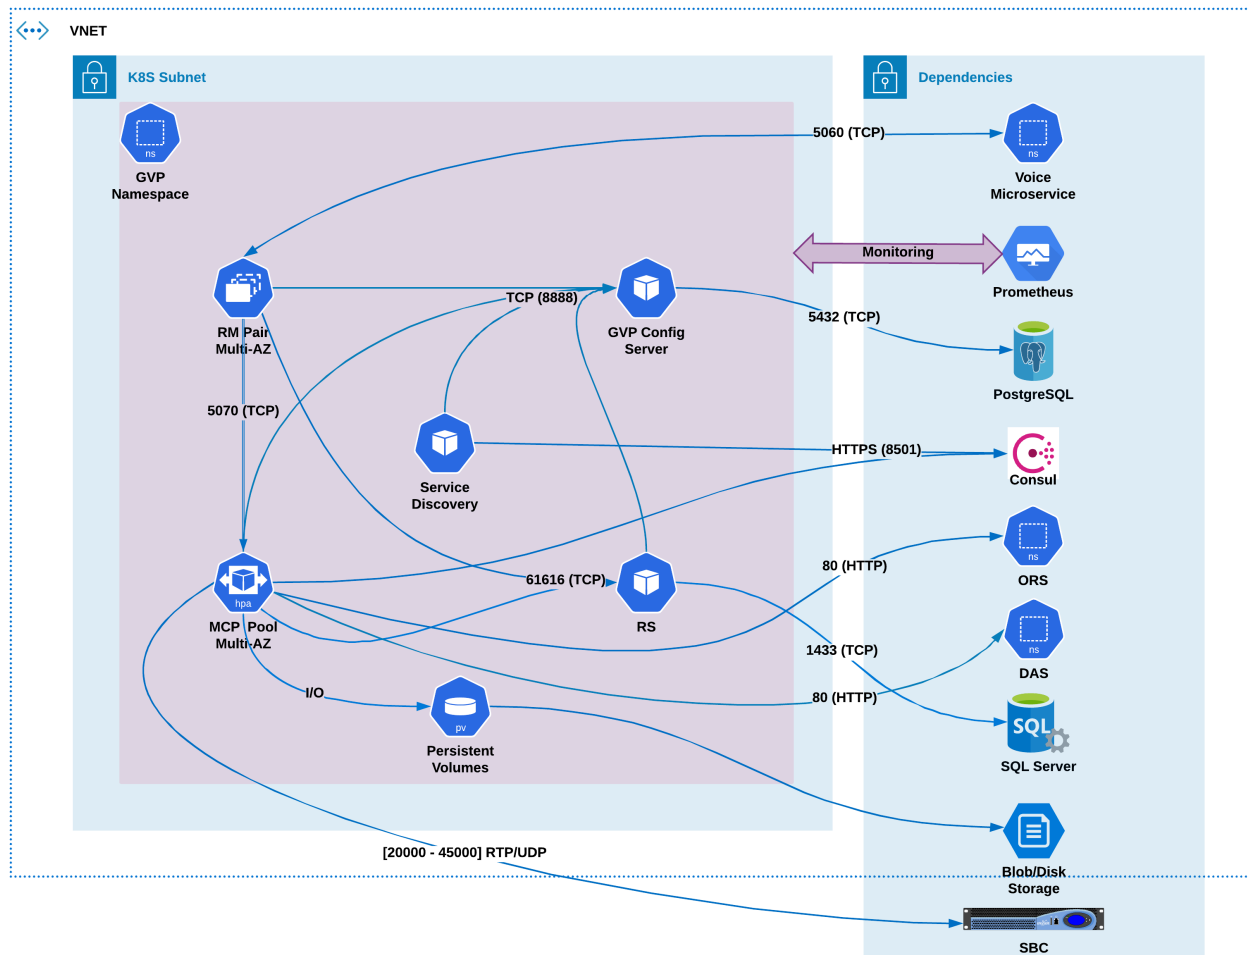 VNET
K8S Subnet
Dependencies
ns
GVP
Namespace
5060 (TCP)
ns
Voice
Microservice
Monitoring
Prometheus
RM Pair
Multi-AZ
TCP (8888)
GVP Config
Server
5432 (TCP)
PostgreSQL
5070 (TCP)
Service
Discovery
HTTPS (8501)
Consul
ns
ORS
80 (HTTP)
hpa
MCP Pool
Multi-AZ
61616 (TCP)
RS
1433 (TCP)
ns
DAS
80 (HTTP)
I/O
pv
Persistent
Volumes
SQL
SQL Server
[20000 - 45000] RTP/UDP
Blob/Disk
Storage
SBC